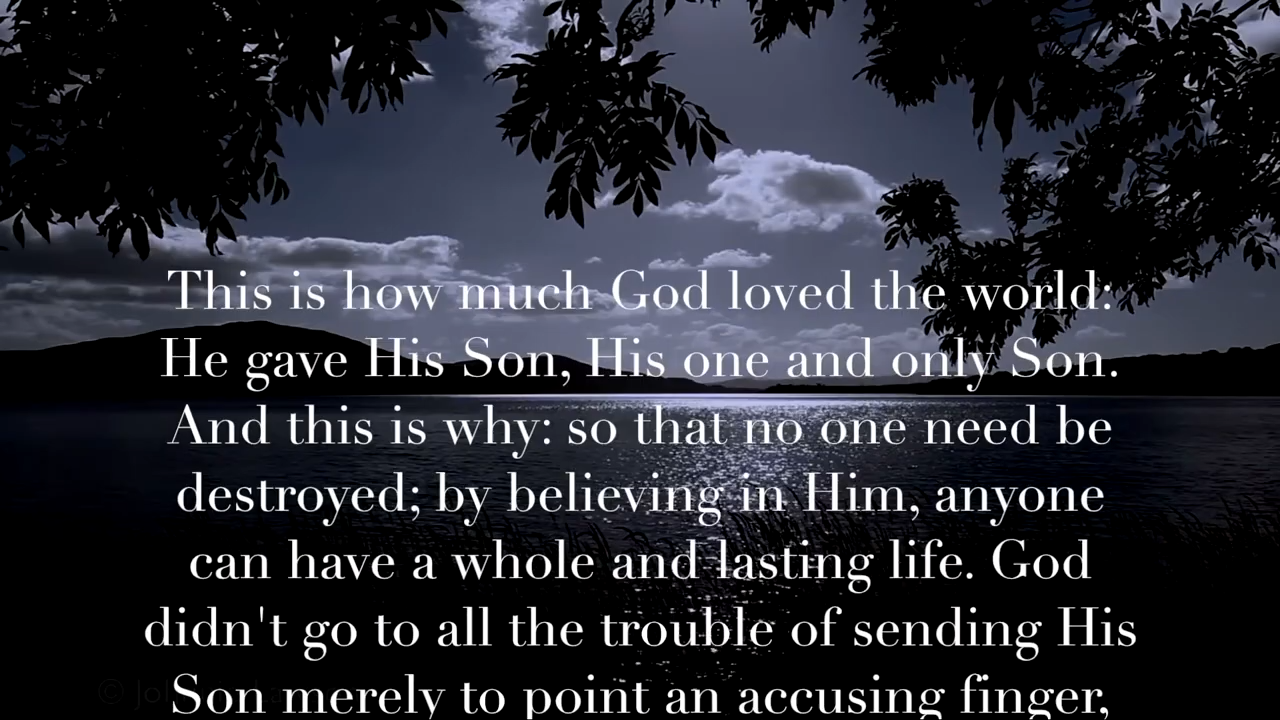 This is how much God loved the world:
He gave His Son, His one and only Son.
And this is why: so that no one need be
destroyed; by believing in Him, anyone
can have a whole and lasting life. God
didn't go to all the trouble of sending His
Son merely to point an accusing finger,